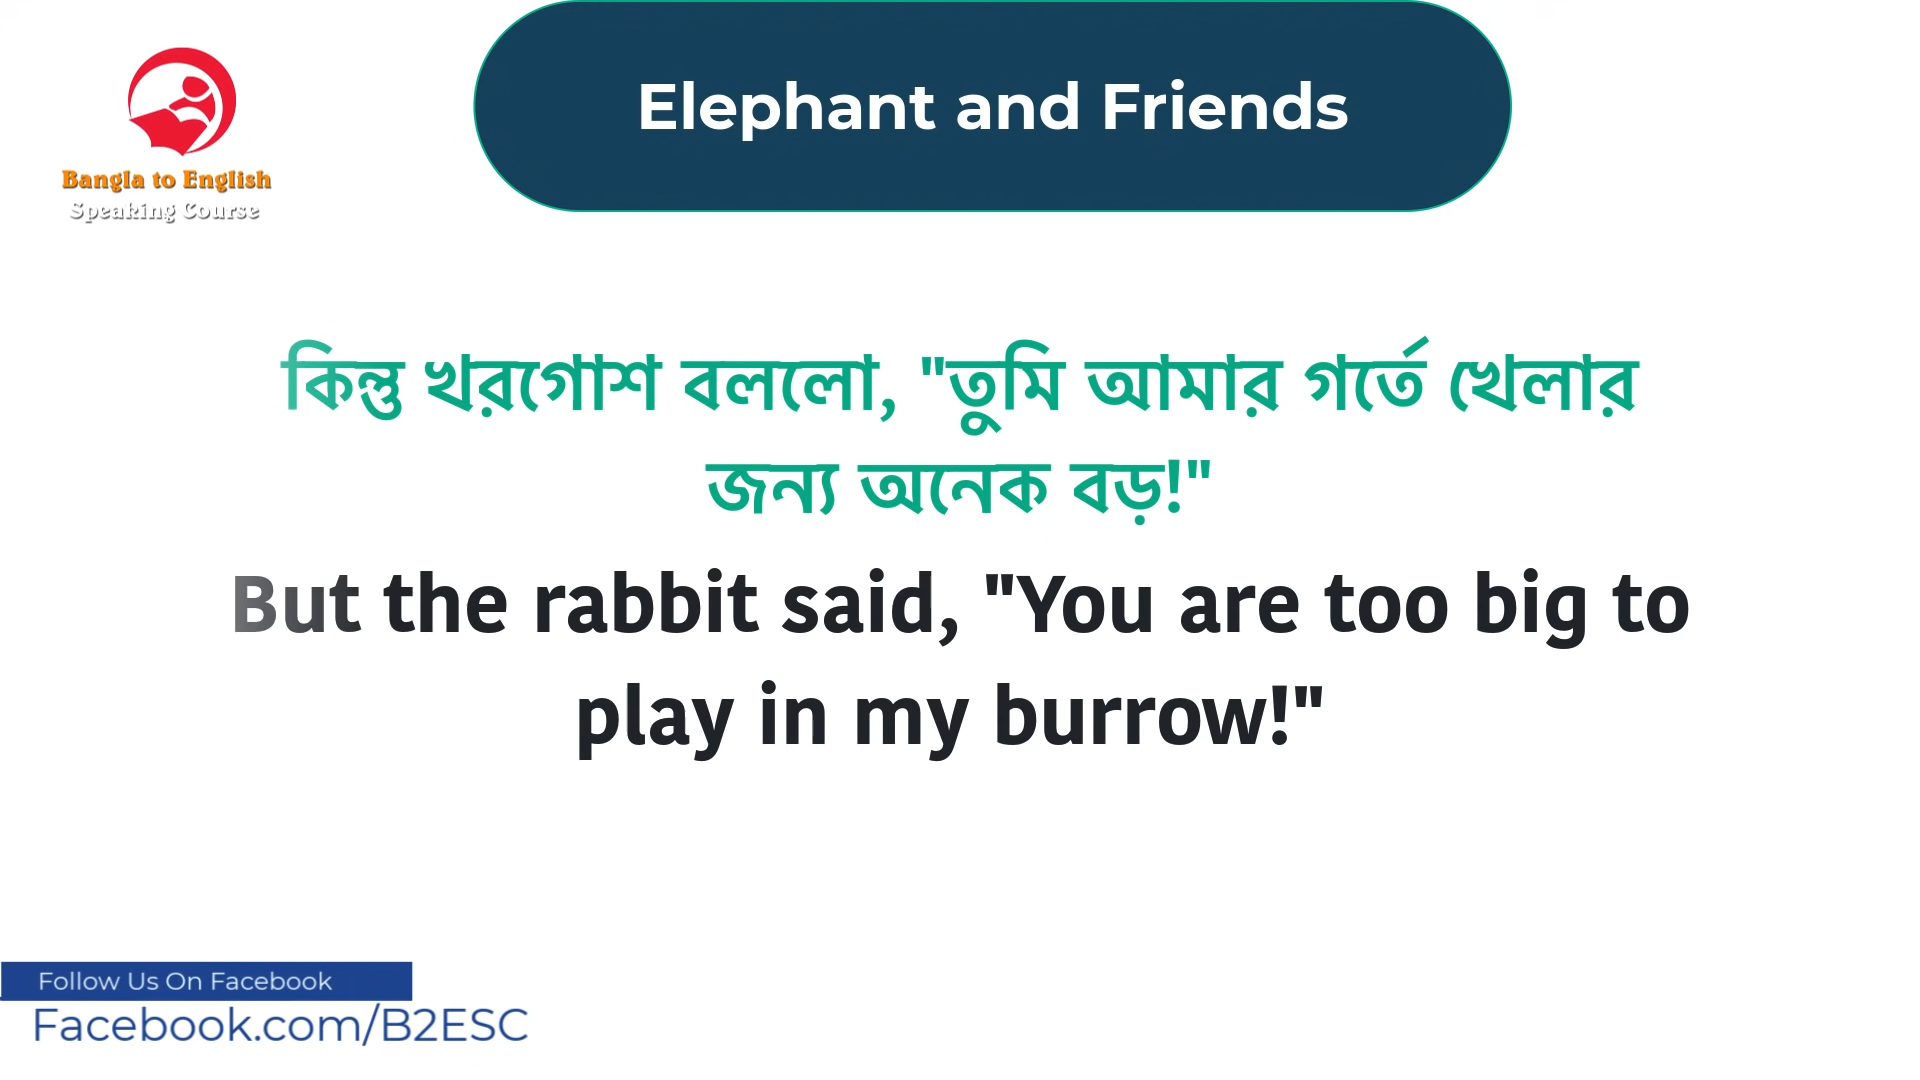 Elephant and Friends
Bangla to English
Speaking Course
কিন্তু খরগোশ বললো, "তুমি আমার গর্তে খেলার
জন্য অনেক বড়!"
But the rabbit said, "You are too big to
play in my burrow!"
Follow Us On Facebook
Facebook.com/B2ESC